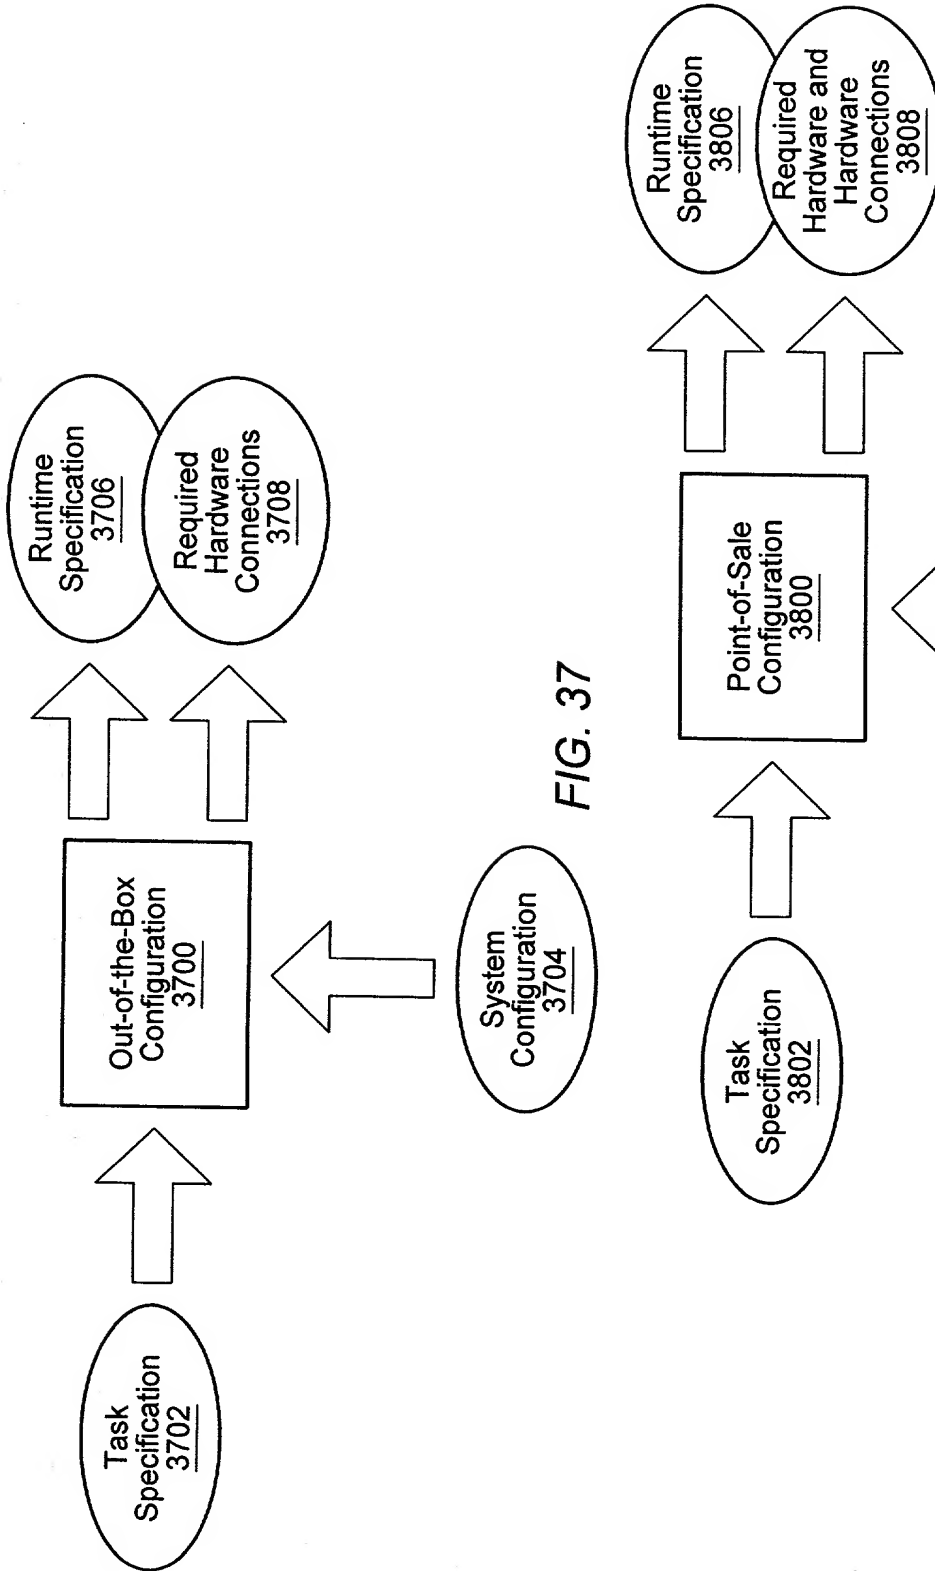 Task
Specification
3702
Out-of-the-Box
Configuration
3700
System
Configuration
3704
Runtime
Specification
3706
Required
Hardware
Connections
3708
FIG. 37
Task
Specification
3802
Point-of-Sale
Configuration
3800
Runtime
Specification
3806
Required
Hardware and
Hardware
Connections
3808